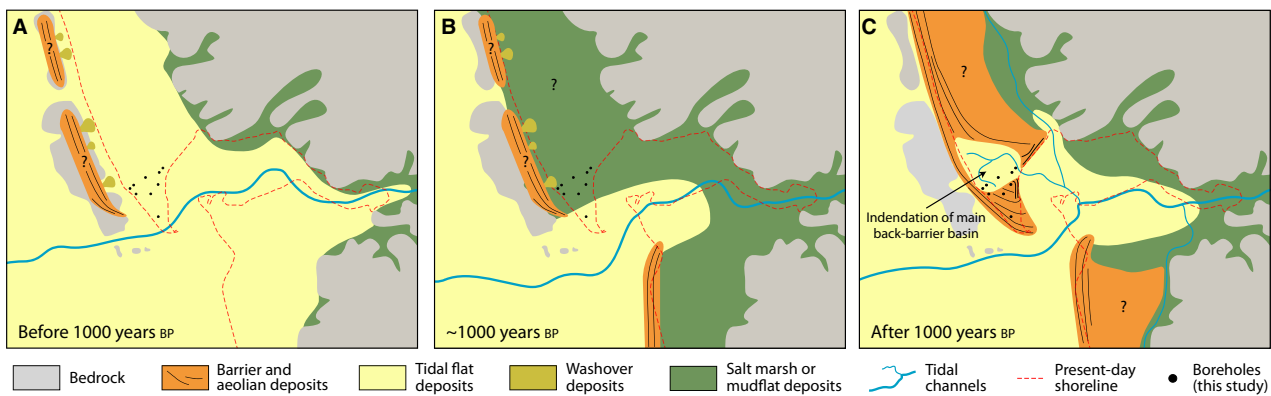 A
?
?
Before 1000 years BP
B
?
?
?
~1000 years BP
C
?
Indendation of main
back-barrier basin
?
After 1000 years BP
Bedrock
Barrier and
aeolian deposits
Tidal flat
deposits
Washover
deposits
Salt marsh or
mudflat deposits
Tidal
channels
Present-day
shoreline
Boreholes
(this study)